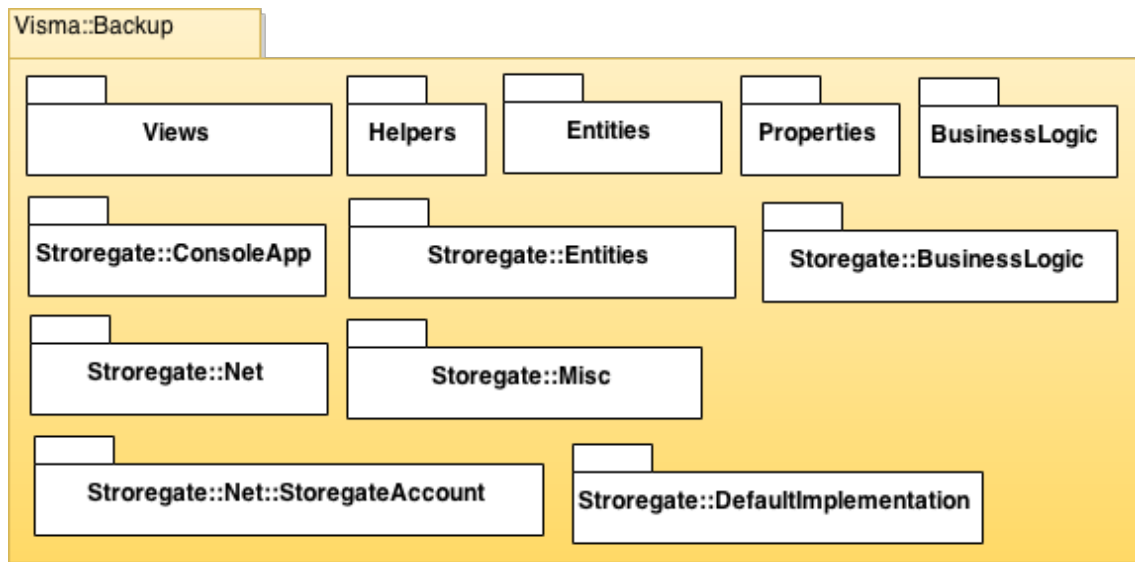 Visma::Backup
Views
Helpers
Entities
Properties
BusinessLogic
Stroregate::ConsoleApp
Stroregate::Entities
Storegate::BusinessLogic
Stroregate::Net
Storegate::Misc
Stroregate::Net::StoregateAccount
Stroregate::DefaultImplementation